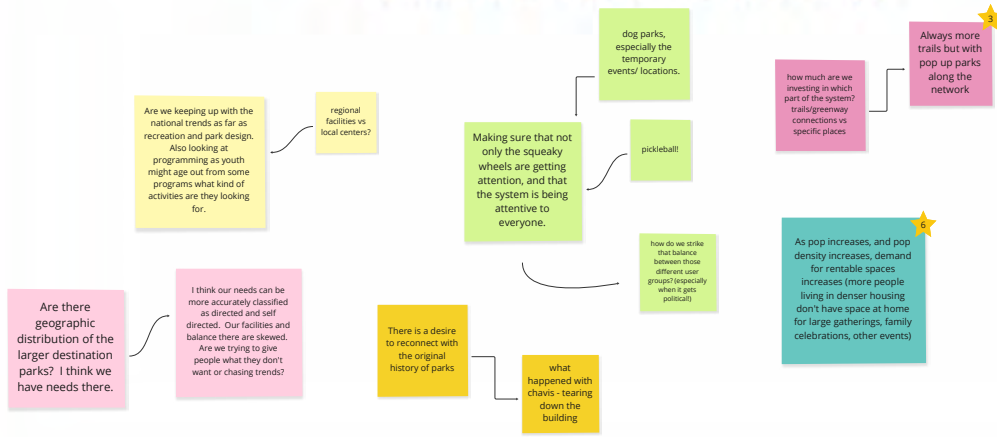 dog parks,
especially the
temporary
events/ locations.
3
Always more
trails but with
pop up parks
along the
network
how much are we
investing in which
part of the system?
trails/greenway
connections vs
specific places
Are we keeping up with the
national trends as far as
recreation and park design.
Also looking at
programming as youth
might age out from some
programs what kind of
activities are they looking
for.
regional
facilities vs
local centers?
Making sure that not
only the squeaky
wheels are getting
attention, and that
the system is being
attentive to
everyone.
pickleball!
how do we strike
that balance
between those
different user
groups? (especially
when it gets
political!)
6
As pop increases, and pop
density increases, demand
for rentable spaces
increases (more people
living in denser housing
don't have space at home
for large gatherings, family
celebrations, other events)
Are there
geographic
distribution of the
larger destination
parks? I think we
have needs there.
I think our needs can be
more accurately classified
as directed and self
directed. Our facilities and
balance there are skewed.
Are we trying to give
people what they don't
want or chasing trends?
There is a desire
to reconnect with
the original
history of parks
what
happened with
chavis - tearing
down the
building